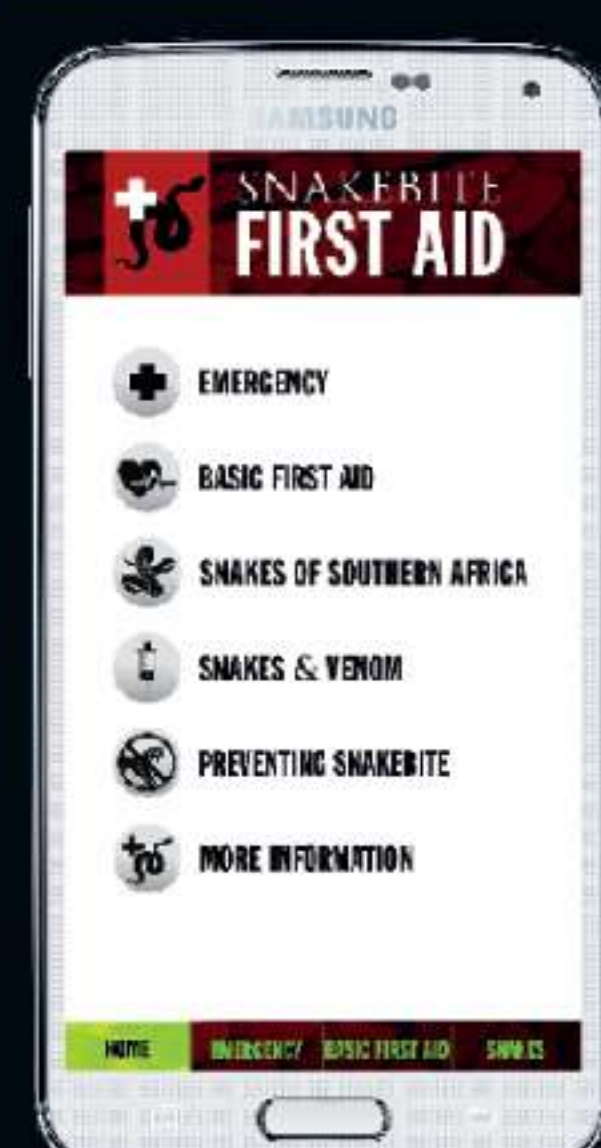 SAMSUNG
SNAKEBITE
FIRST AID
EMERGENCY
BASIC FIRST AID
SNAKES OF SOUTHERN AFRICA
SNAKES & VENOM
PREVENTING SNAKEBITE
MORE INFORMATION
HOME EMERGENCY BASIC FIRST AID SNAKES